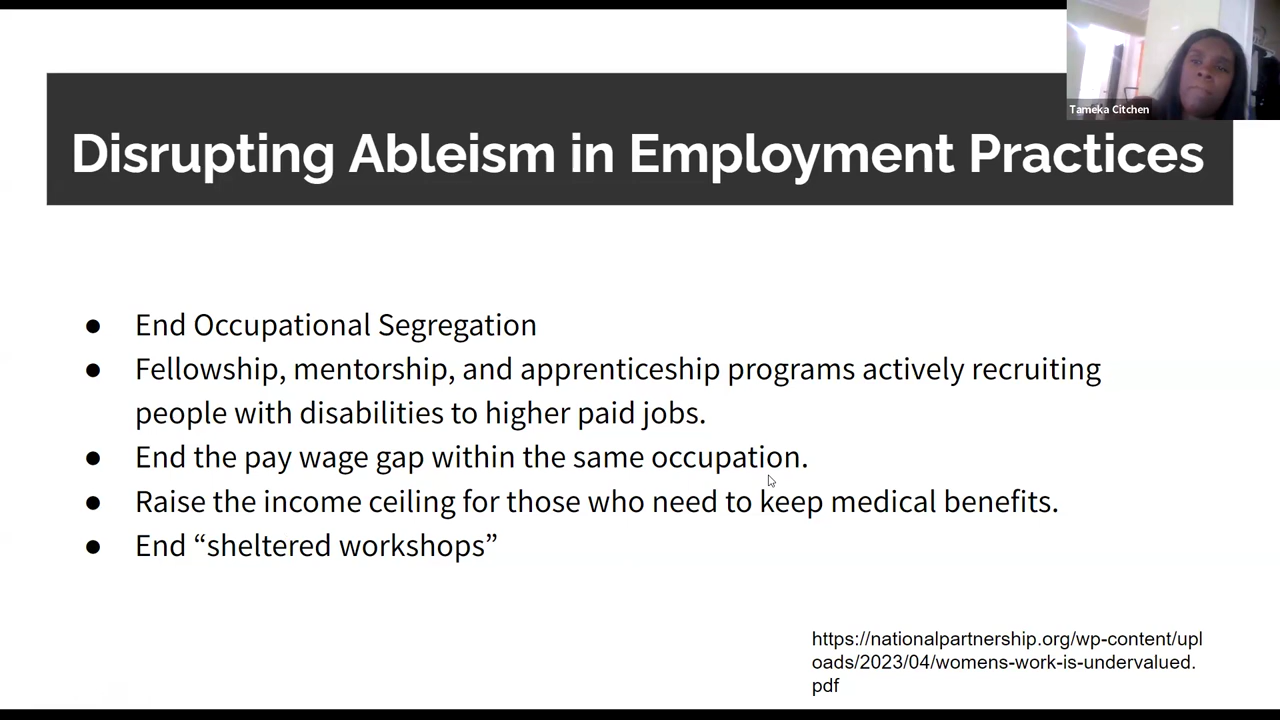 Tameka Citchen
Disrupting Ableism in Employment Practices
● End Occupational Segregation
● Fellowship, mentorship, and apprenticeship programs actively recruiting
people with disabilities to higher paid jobs.
● End the pay wage gap within the same occupation.
● Raise the income ceiling for those who need to keep medical benefits.
● End “sheltered workshops”
https://nationalpartnership.org/wp-content/upl
oads/2023/04/womens-work-is-undervalued.
pdf